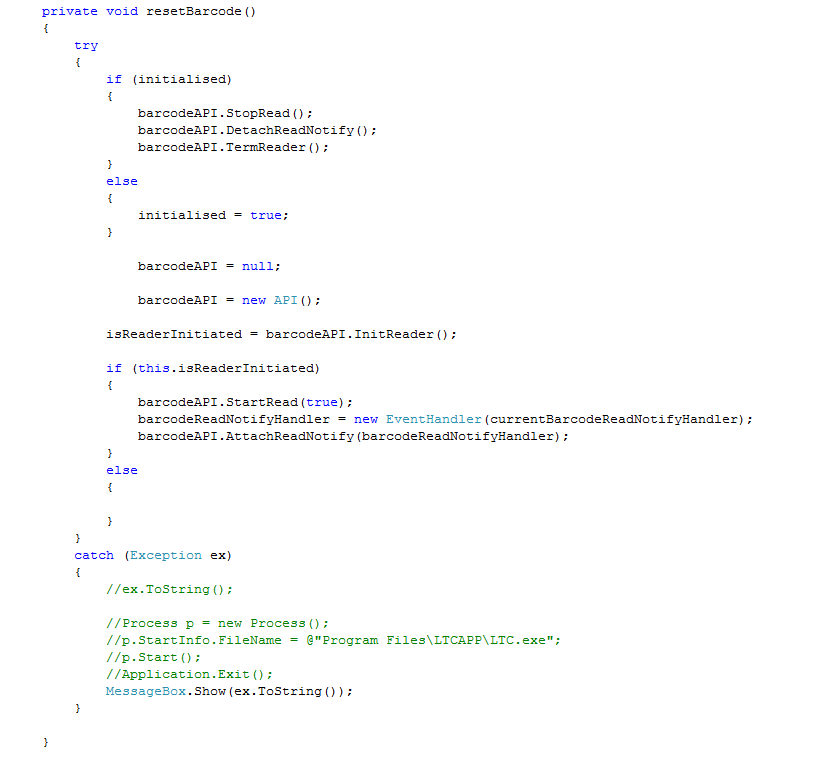 private void resetBarcode()
{
    try
    {
        if (initialised)
        {
            barcodeAPI.StopRead();
            barcodeAPI.DetachReadNotify();
            barcodeAPI.TermReader();
        }
        else
        {
            initialised = true;
        }

            barcodeAPI = null;

            barcodeAPI = new API();

        isReaderInitiated = barcodeAPI.InitReader();

        if (this.isReaderInitiated)
        {
            barcodeAPI.StartRead(true);
            barcodeReadNotifyHandler = new EventHandler(currentBarcodeReadNotifyHandler);
            barcodeAPI.AttachReadNotify(barcodeReadNotifyHandler);
        }
        else
        {

        }
    }
    catch (Exception ex)
    {
        //ex.ToString();

        //Process p = new Process();
        //p.StartInfo.FileName = @"Program Files\LTCAPP\LTC.exe";
        //p.Start();
        //Application.Exit();
        MessageBox.Show(ex.ToString());
    }

}